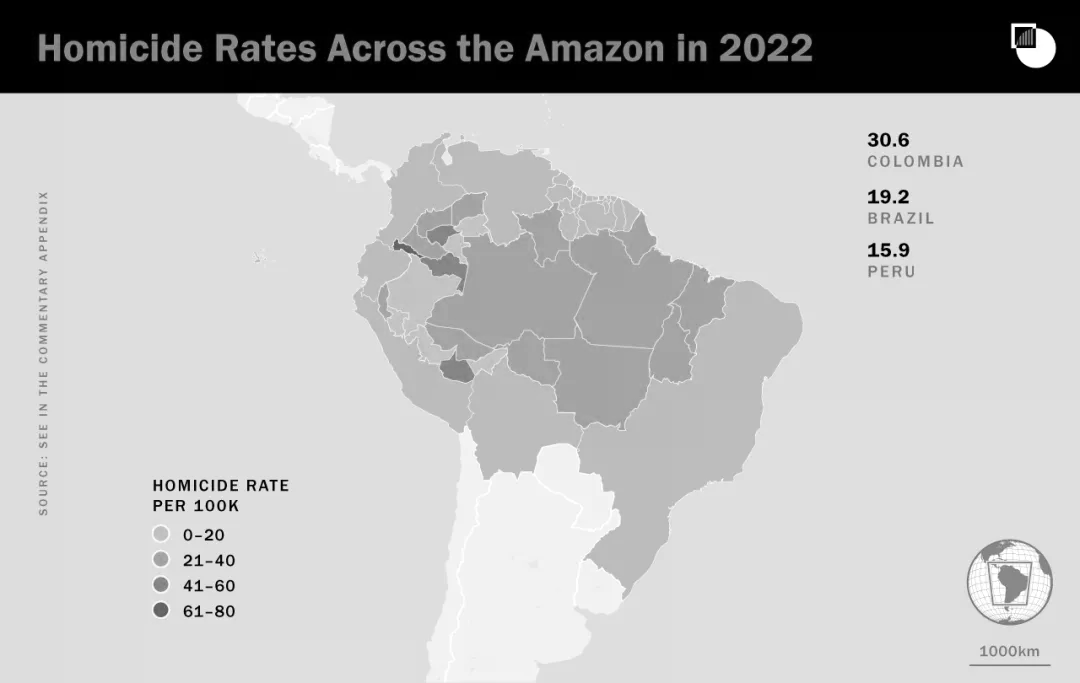 Homicide Rates Across the Amazon in 2022
30.6
COLOMBIA
19.2
BRAZIL
15.9
PERU
SOURCE: SEE IN THE COMMENTARY APPENDIX
HOMICIDE RATE
PER 100K
0–20
21–40
41–60
61–80
1000km